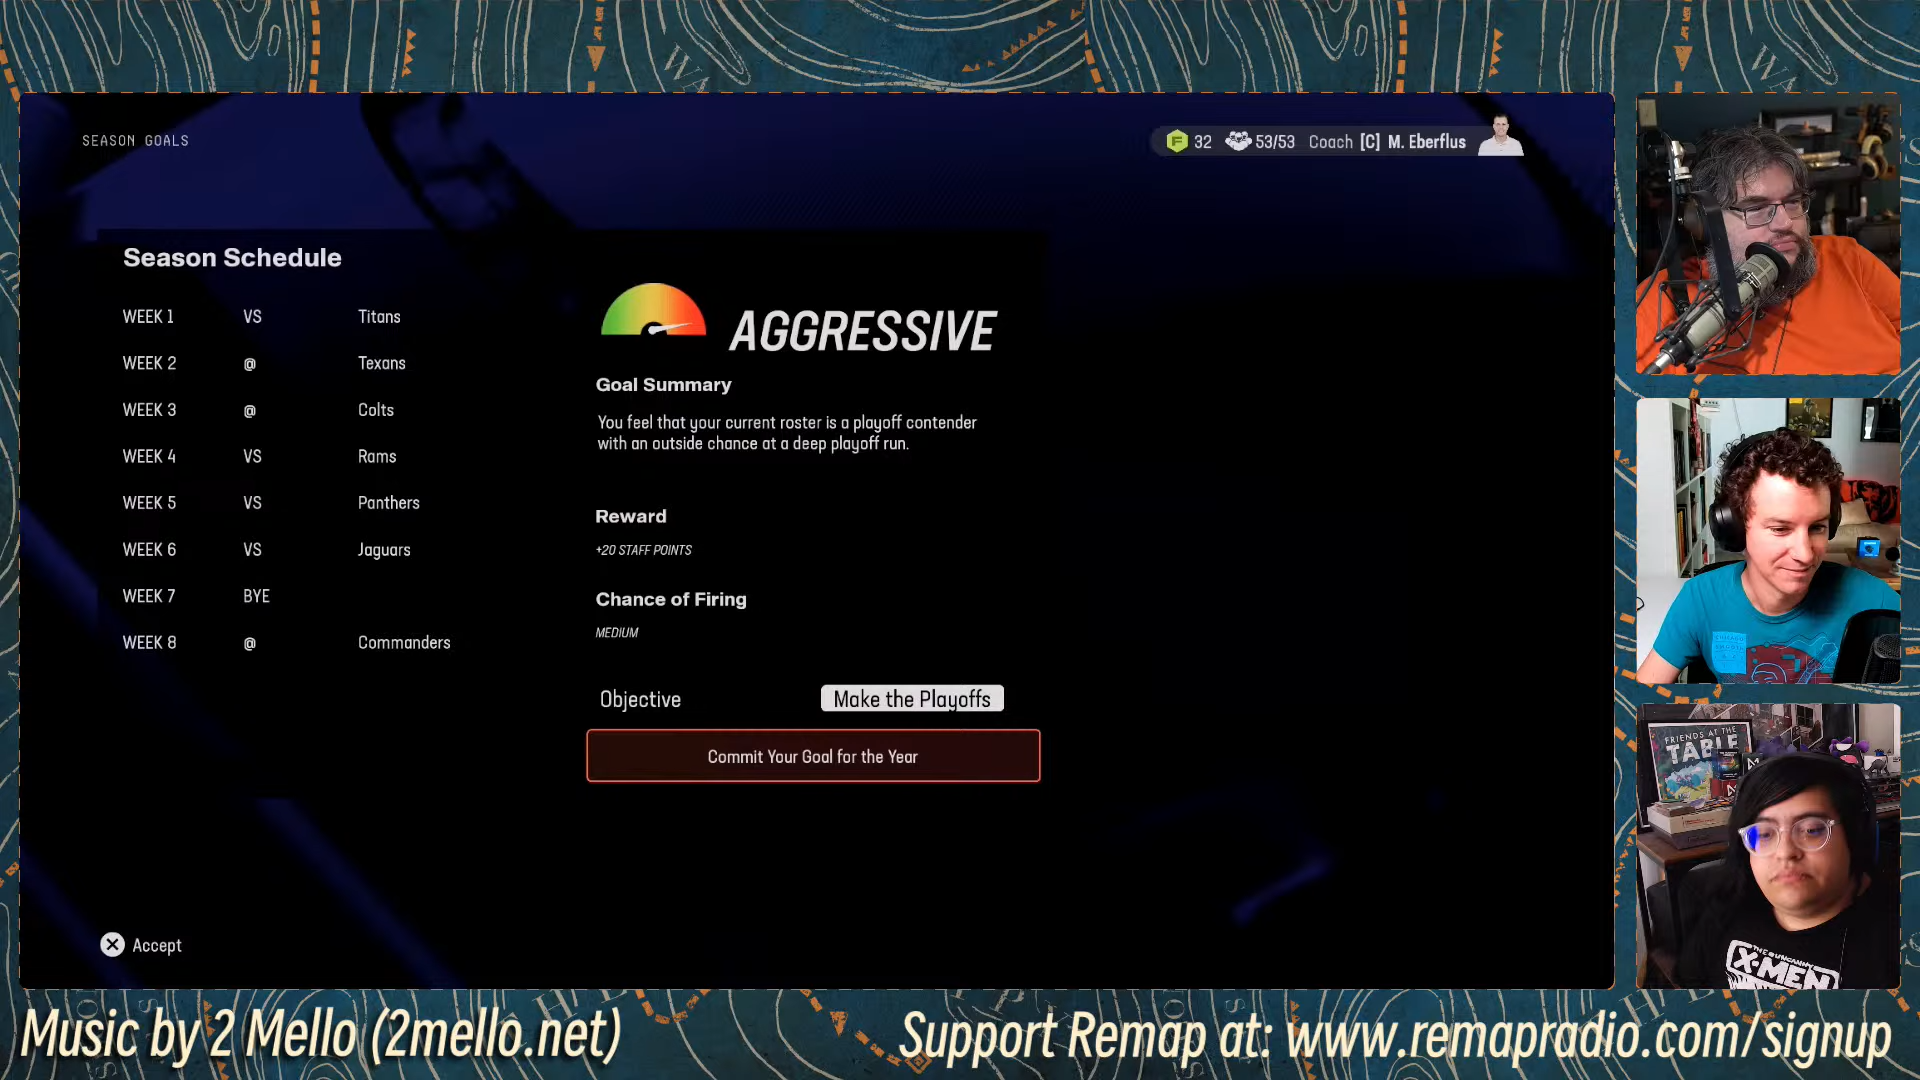 SEASON GOALS
32 53/53 Coach [C] M. Eberflus
Season Schedule
WEEK 1 VS Titans
WEEK 2 @ Texans
WEEK 3 @ Colts
WEEK 4 VS Rams
WEEK 5 VS Panthers
WEEK 6 VS Jaguars
WEEK 7 BYE
WEEK 8 @ Commanders
AGGRESSIVE
Goal Summary
You feel that your current roster is a playoff contender
with an outside chance at a deep playoff run.
Reward
+20 STAFF POINTS
Chance of Firing
MEDIUM
Objective Make the Playoffs
Commit Your Goal for the Year
Accept
FRIENDS AT THE
TABLE
THE UNCANNY
X-MEN
Music by 2 Mello (2mello.net)
Support Remap at: www.remapradio.com/signup